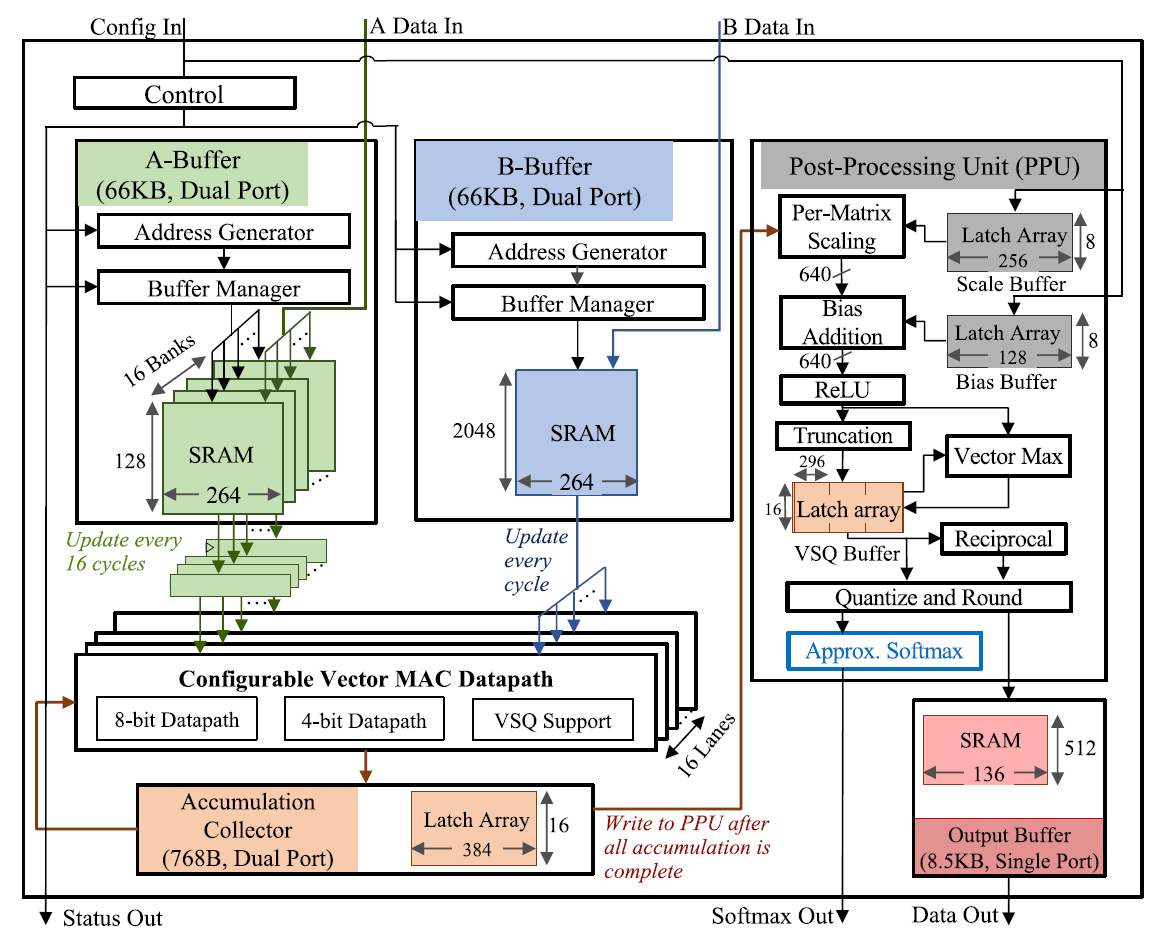 Config In
A Data In
B Data In
Control
A-Buffer
(66KB, Dual Port)
Address Generator
Buffer Manager
16 Banks
SRAM
128
264
Update every
16 cycles
B-Buffer
(66KB, Dual Port)
Address Generator
Buffer Manager
SRAM
2048
264
Update
every
cycle
Post-Processing Unit (PPU)
Per-Matrix
Scaling
Latch Array
256
8
Scale Buffer
640
Bias
Addition
Latch Array
128
8
Bias Buffer
640
ReLU
Truncation
Vector Max
296
16
Latch array
VSQ Buffer
Reciprocal
Quantize and Round
Approx. Softmax
Configurable Vector MAC Datapath
8-bit Datapath
4-bit Datapath
VSQ Support
16 Lanes
Accumulation
Collector
(768B, Dual Port)
Latch Array
384
16
Write to PPU after
all accumulation is
complete
SRAM
136
512
Output Buffer
(8.5KB, Single Port)
Status Out
Softmax Out
Data Out